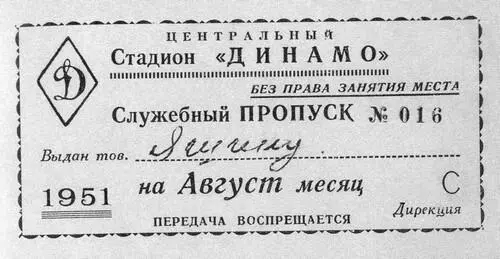 ЦЕНТРАЛЬНЫЙ
Д Стадион «ДИНАМО»
БЕЗ ПРАВА ЗАНЯТИЯ МЕСТА
Служебный ПРОПУСК № 016
Выдан тов. Яшину
1951 на Август месяц С
Дирекция
ПЕРЕДАЧА ВОСПРЕЩАЕТСЯ